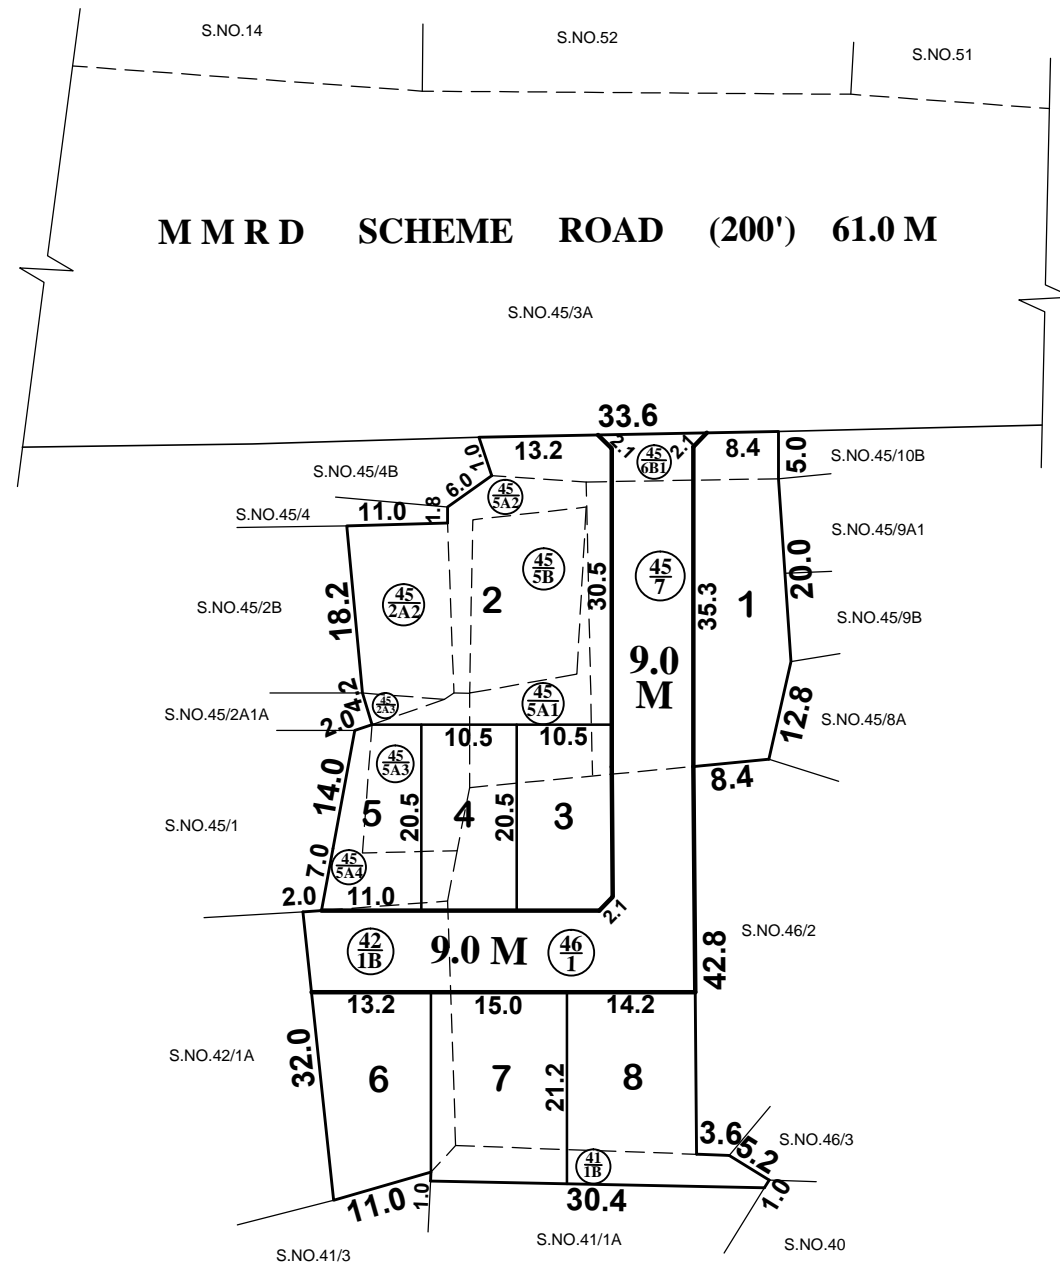 S.NO.14
S.NO.52
S.NO.51
M M R D SCHEME ROAD (200') 61.0 M
S.NO.45/3A
33.6
13.2
2.1
45
6B1
2.1
8.4
5.0
S.NO.45/10B
S.NO.45/4B
1.0
6.0
45
5A2
S.NO.45/4
11.0
1.8
S.NO.45/9A1
20.0
S.NO.45/2B
18.2
45
2A2
2
45
5B
30.5
45
7
35.3
1
S.NO.45/9B
9.0
M
S.NO.45/2A1A
4.2
2.0
45
2A3
45
5A1
12.8
S.NO.45/8A
10.5
10.5
8.4
45
5A3
14.0
S.NO.45/1
5
20.5
4
20.5
3
7.0
45
5A4
2.0
11.0
2.1
S.NO.46/2
42
1B
9.0 M
46
1
42.8
13.2
15.0
14.2
S.NO.42/1A
32.0
6
7
21.2
8
3.6
5.2
S.NO.46/3
41
1B
1.0
11.0
1.0
30.4
S.NO.41/3
S.NO.41/1A
S.NO.40